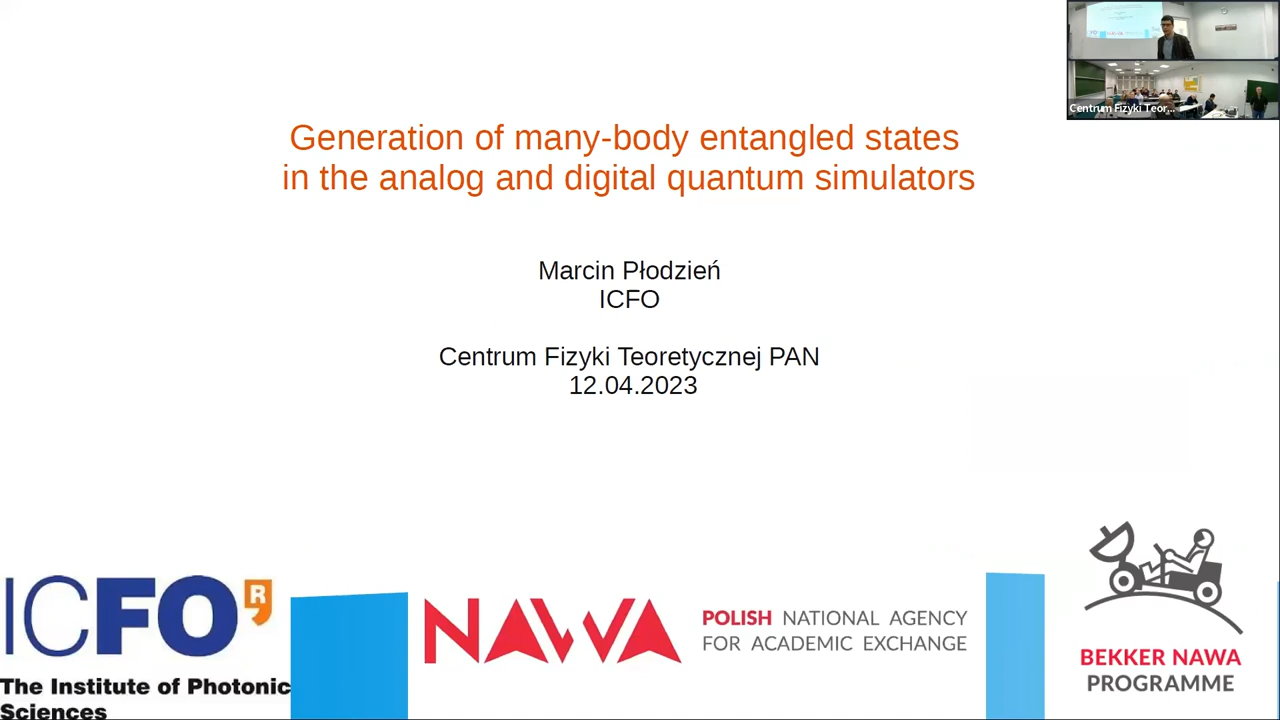 Centrum Fizyki Teor...
Generation of many-body entangled states
in the analog and digital quantum simulators
Marcin Płodzień
ICFO
Centrum Fizyki Teoretycznej PAN
12.04.2023
ICFO R
The Institute of Photonic
Sciences
NAWA
POLISH NATIONAL AGENCY
FOR ACADEMIC EXCHANGE
BEKKER NAWA
PROGRAMME